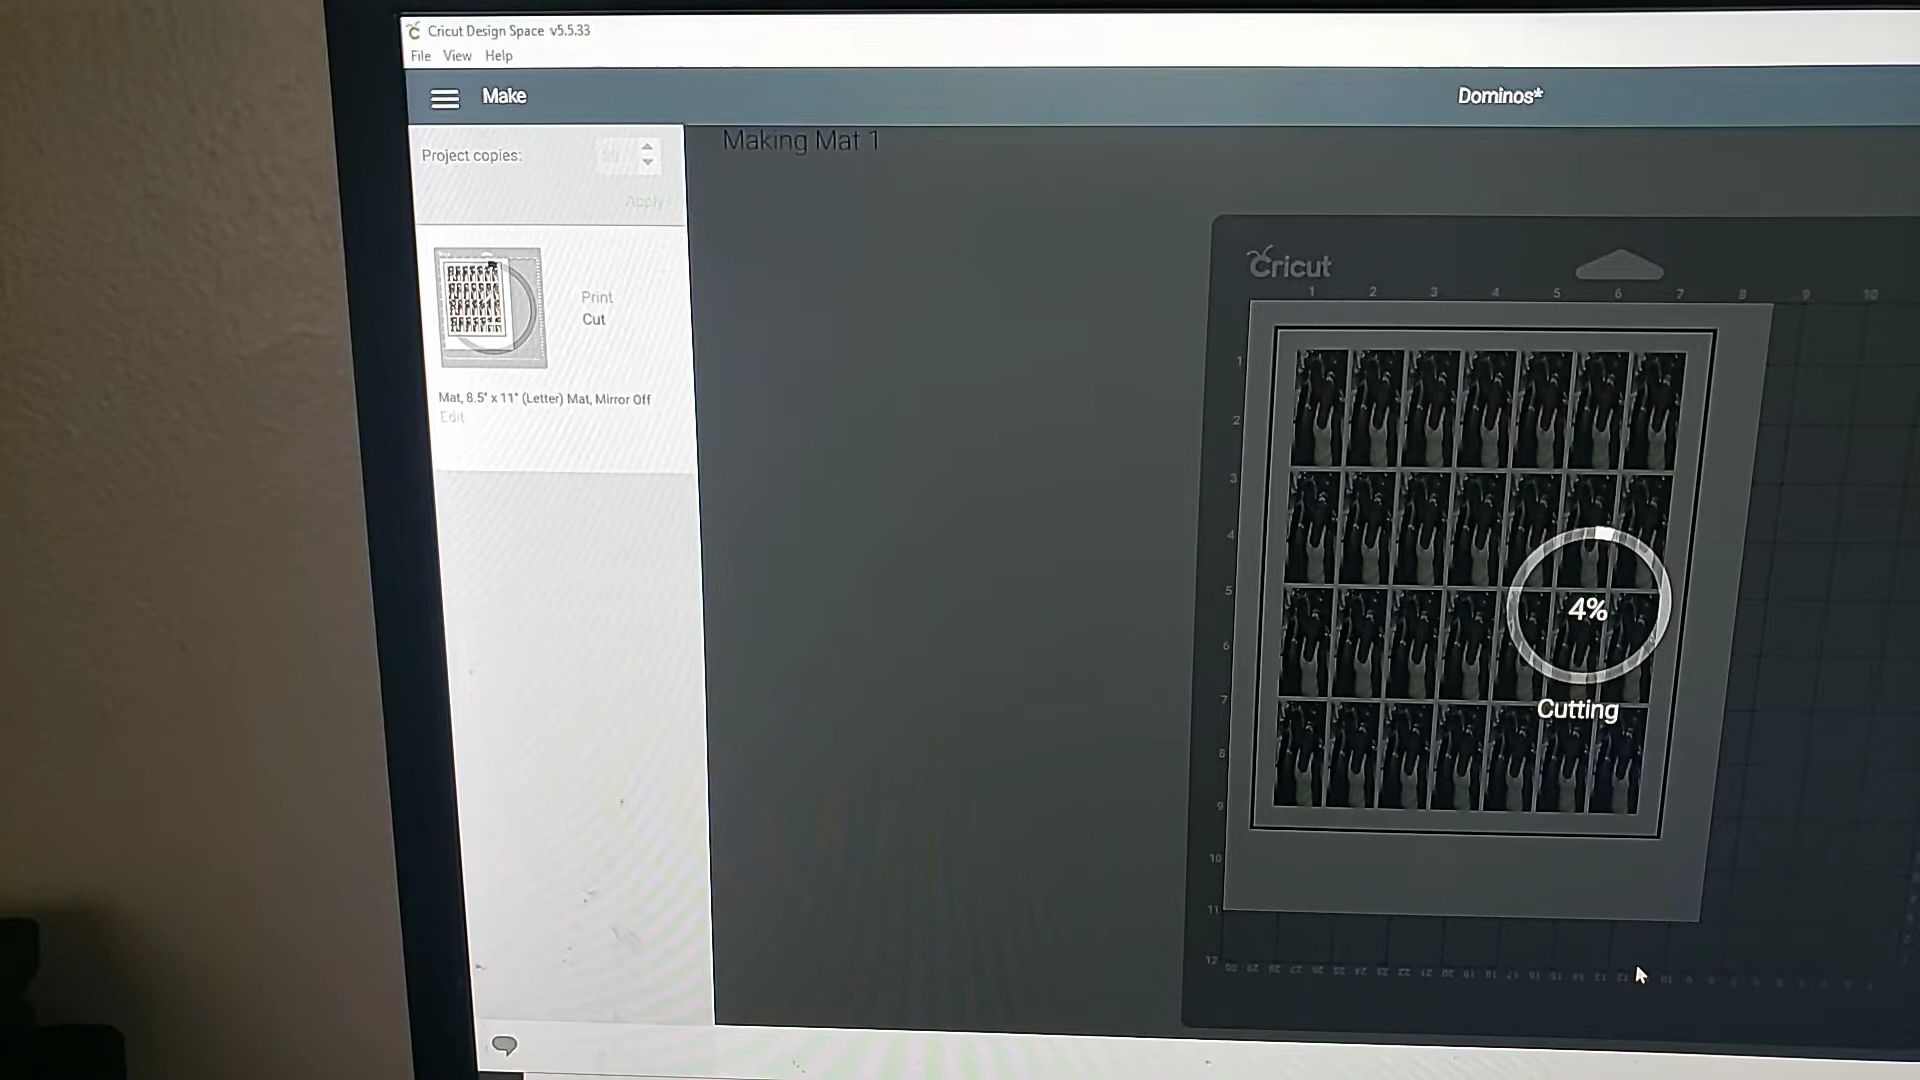 Cricut Design Space v5.5.33
File View Help
Make
Dominos*
Project copies:
Apply
Making Mat 1
Print
Cut
Mat, 8.5" x 11" (Letter) Mat, Mirror Off
Edit
Cricut
1 2 3 4 5 6 7 8 9 10
1
2
3
4
5
6
7
8
9
10
11
12
4%
Cutting